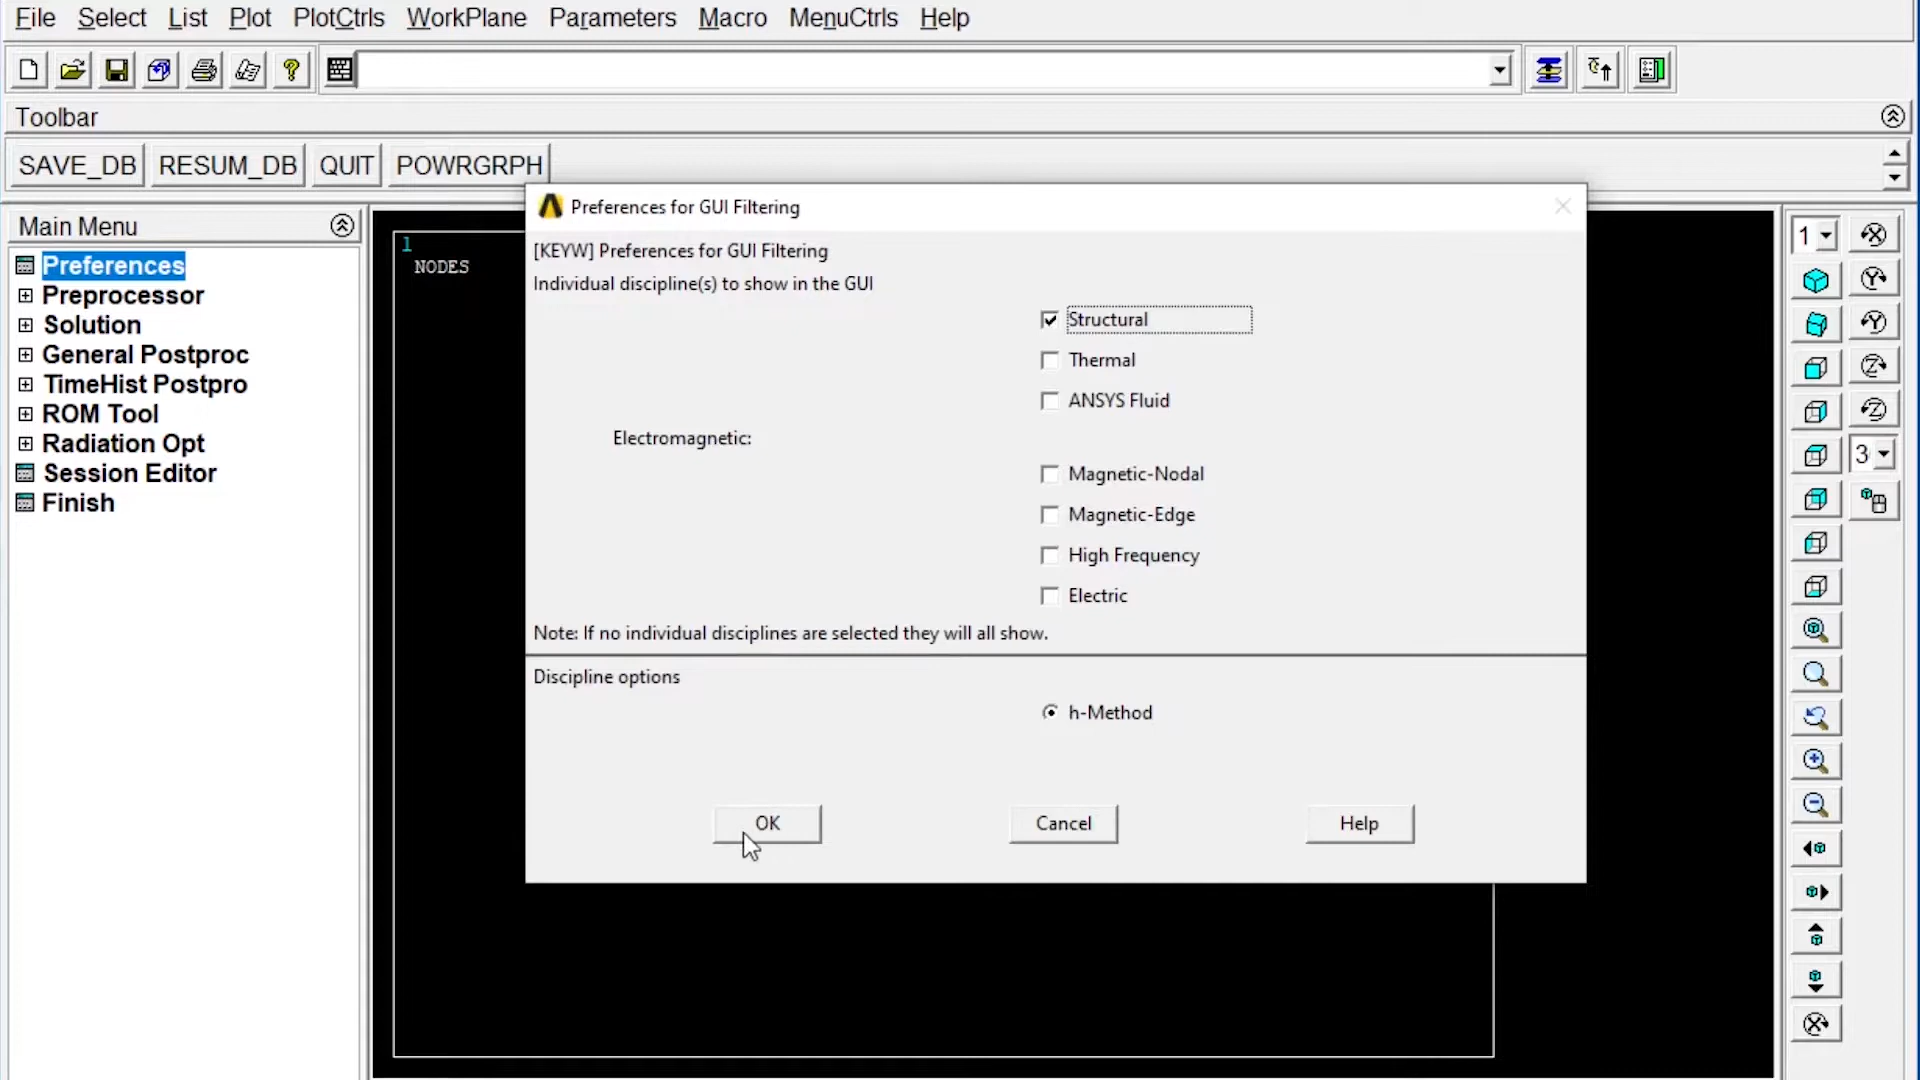 File Select List Plot PlotCtrls WorkPlane Parameters Macro MenuCtrls Help
Toolbar
SAVE_DB RESUM_DB QUIT POWRGRPH
Main Menu
Preferences
Preprocessor
Solution
General Postproc
TimeHist Postpro
ROM Tool
Radiation Opt
Session Editor
Finish
1
NODES
Preferences for GUI Filtering
[KEYW] Preferences for GUI Filtering
Individual discipline(s) to show in the GUI
Structural
Thermal
ANSYS Fluid
Electromagnetic:
Magnetic-Nodal
Magnetic-Edge
High Frequency
Electric
Note: If no individual disciplines are selected they will all show.
Discipline options
h-Method
OK Cancel Help
1
3